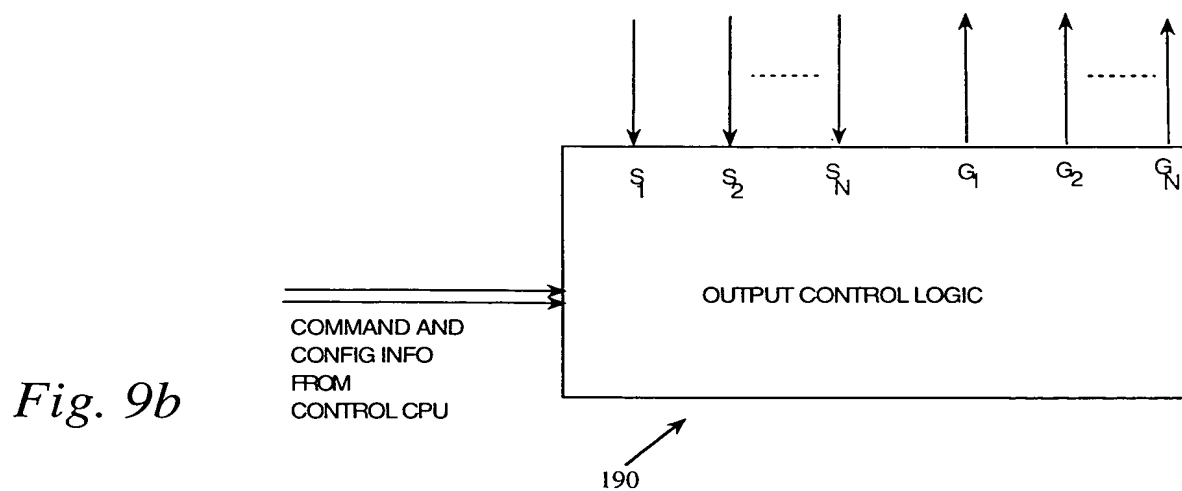 S1 S2 SN G1 G2 GN
OUTPUT CONTROL LOGIC
COMMAND AND
CONFIG INFO
FROM
CONTROL CPU
Fig. 9b
190